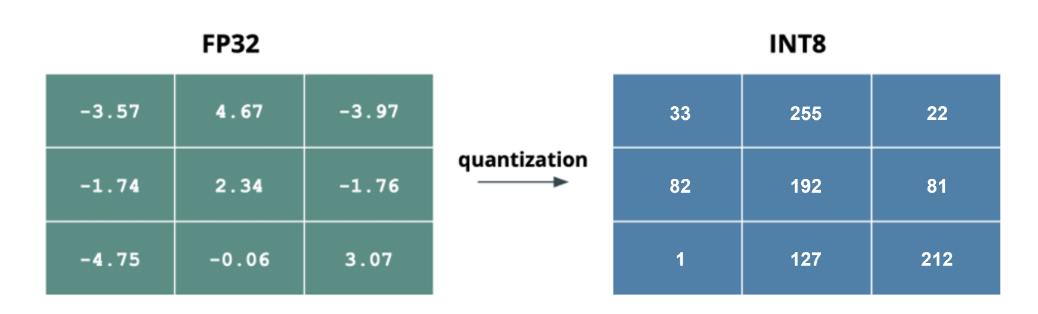 FP32 INT8
-3.57 4.67 -3.97 33 255 22
quantization
-1.74 2.34 -1.76 82 192 81
-4.75 -0.06 3.07 1 127 212